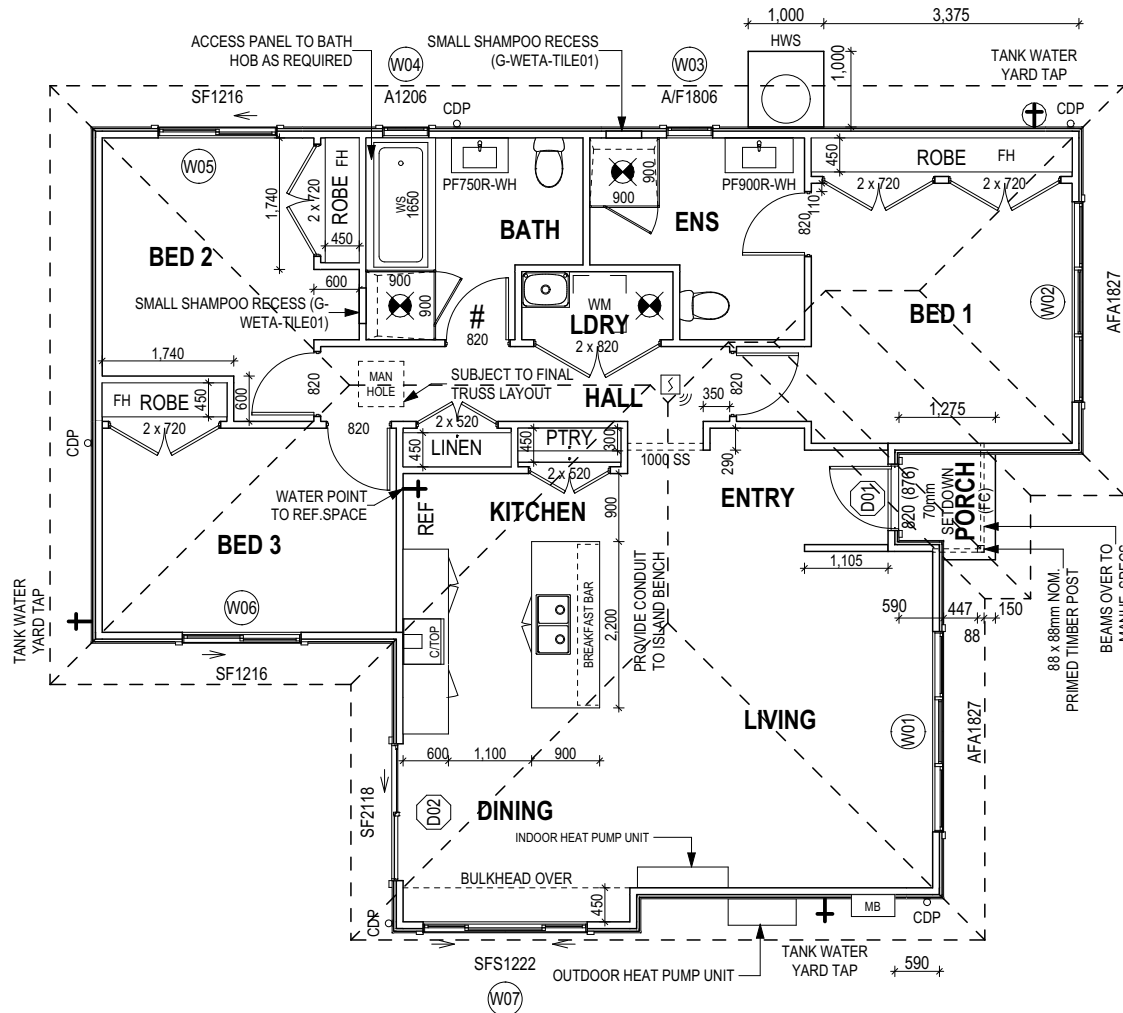 1,000
3,375
HWS
ACCESS PANEL TO BATH
HOB AS REQUIRED
W04
A1206
SMALL SHAMPOO RECESS
(G-WETA-TILE01)
W03
A/F1806
1,000
TANK WATER
YARD TAP
SF1216
CDP
CDP
W05
1,740
2 x 720
ROBE
FH
450
WS
1650
PF750R-WH
BATH
900
900
ENS
PF900R-WH
820
450
ROBE
FH
2 x 720
2 x 720
110
BED 2
600
SMALL SHAMPOO RECESS (G-
WETA-TILE01)
900
900
#
820
WM
LDRY
2 x 820
BED 1
W02
AFA1827
1,740
600
820
MAN
HOLE
SUBJECT TO FINAL
TRUSS LAYOUT
HALL
350
820
1,275
FH
ROBE
450
2 x 720
CDP
820
2 x 520
LINEN
450
450
PTRY
300
2 x 520
1000 SS
290
WATER POINT
TO REF.SPACE
REF
KITCHEN
900
ENTRY
D01
820 (876)
70mm
SETDOWN
PORCH
(FC)
BED 3
1,105
W06
TANK WATER
YARD TAP
SF1216
C/TOP
BREAKFAST BAR
2,200
PROVIDE CONDUIT
TO ISLAND BENCH
590
447
150
88
88 x 88mm NOM.
PRIMED TIMBER POST
BEAMS OVER TO
MANUF. SPECS
LIVING
W01
AFA1827
600
1,100
900
SF2118
D02
DINING
INDOOR HEAT PUMP UNIT
BULKHEAD OVER
450
MB
CDP
CDP
SFS1222
W07
OUTDOOR HEAT PUMP UNIT
TANK WATER
YARD TAP
590